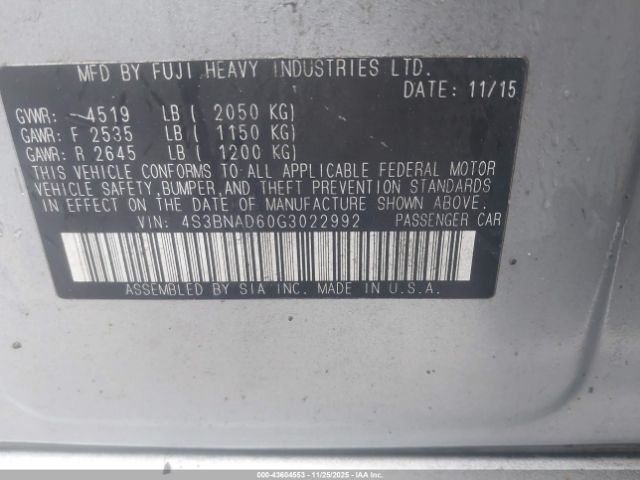 MFD BY FUJI HEAVY INDUSTRIES LTD.
DATE: 11/15
GVWR: 4519 LB ( 2050 KG)
GAWR: F 2535 LB ( 1150 KG)
GAWR: R 2645 LB ( 1200 KG)
THIS VEHICLE CONFORMS TO ALL APPLICABLE FEDERAL MOTOR
VEHICLE SAFETY, BUMPER, AND THEFT PREVENTION STANDARDS
IN EFFECT ON THE DATE OF MANUFACTURE SHOWN ABOVE.
VIN: 4S3BNAD60G3022992 PASSENGER CAR
ASSEMBLED BY SIA INC. MADE IN U.S.A.
000-43604553 - 11/25/2025 - Copyright IAA, LLC